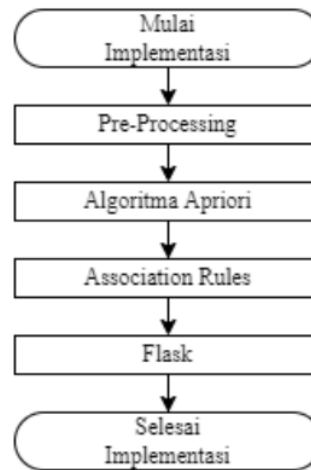 Mulai
Implementasi
Pre-Processing
Algoritma Apriori
Association Rules
Flask
Selesai
Implementasi